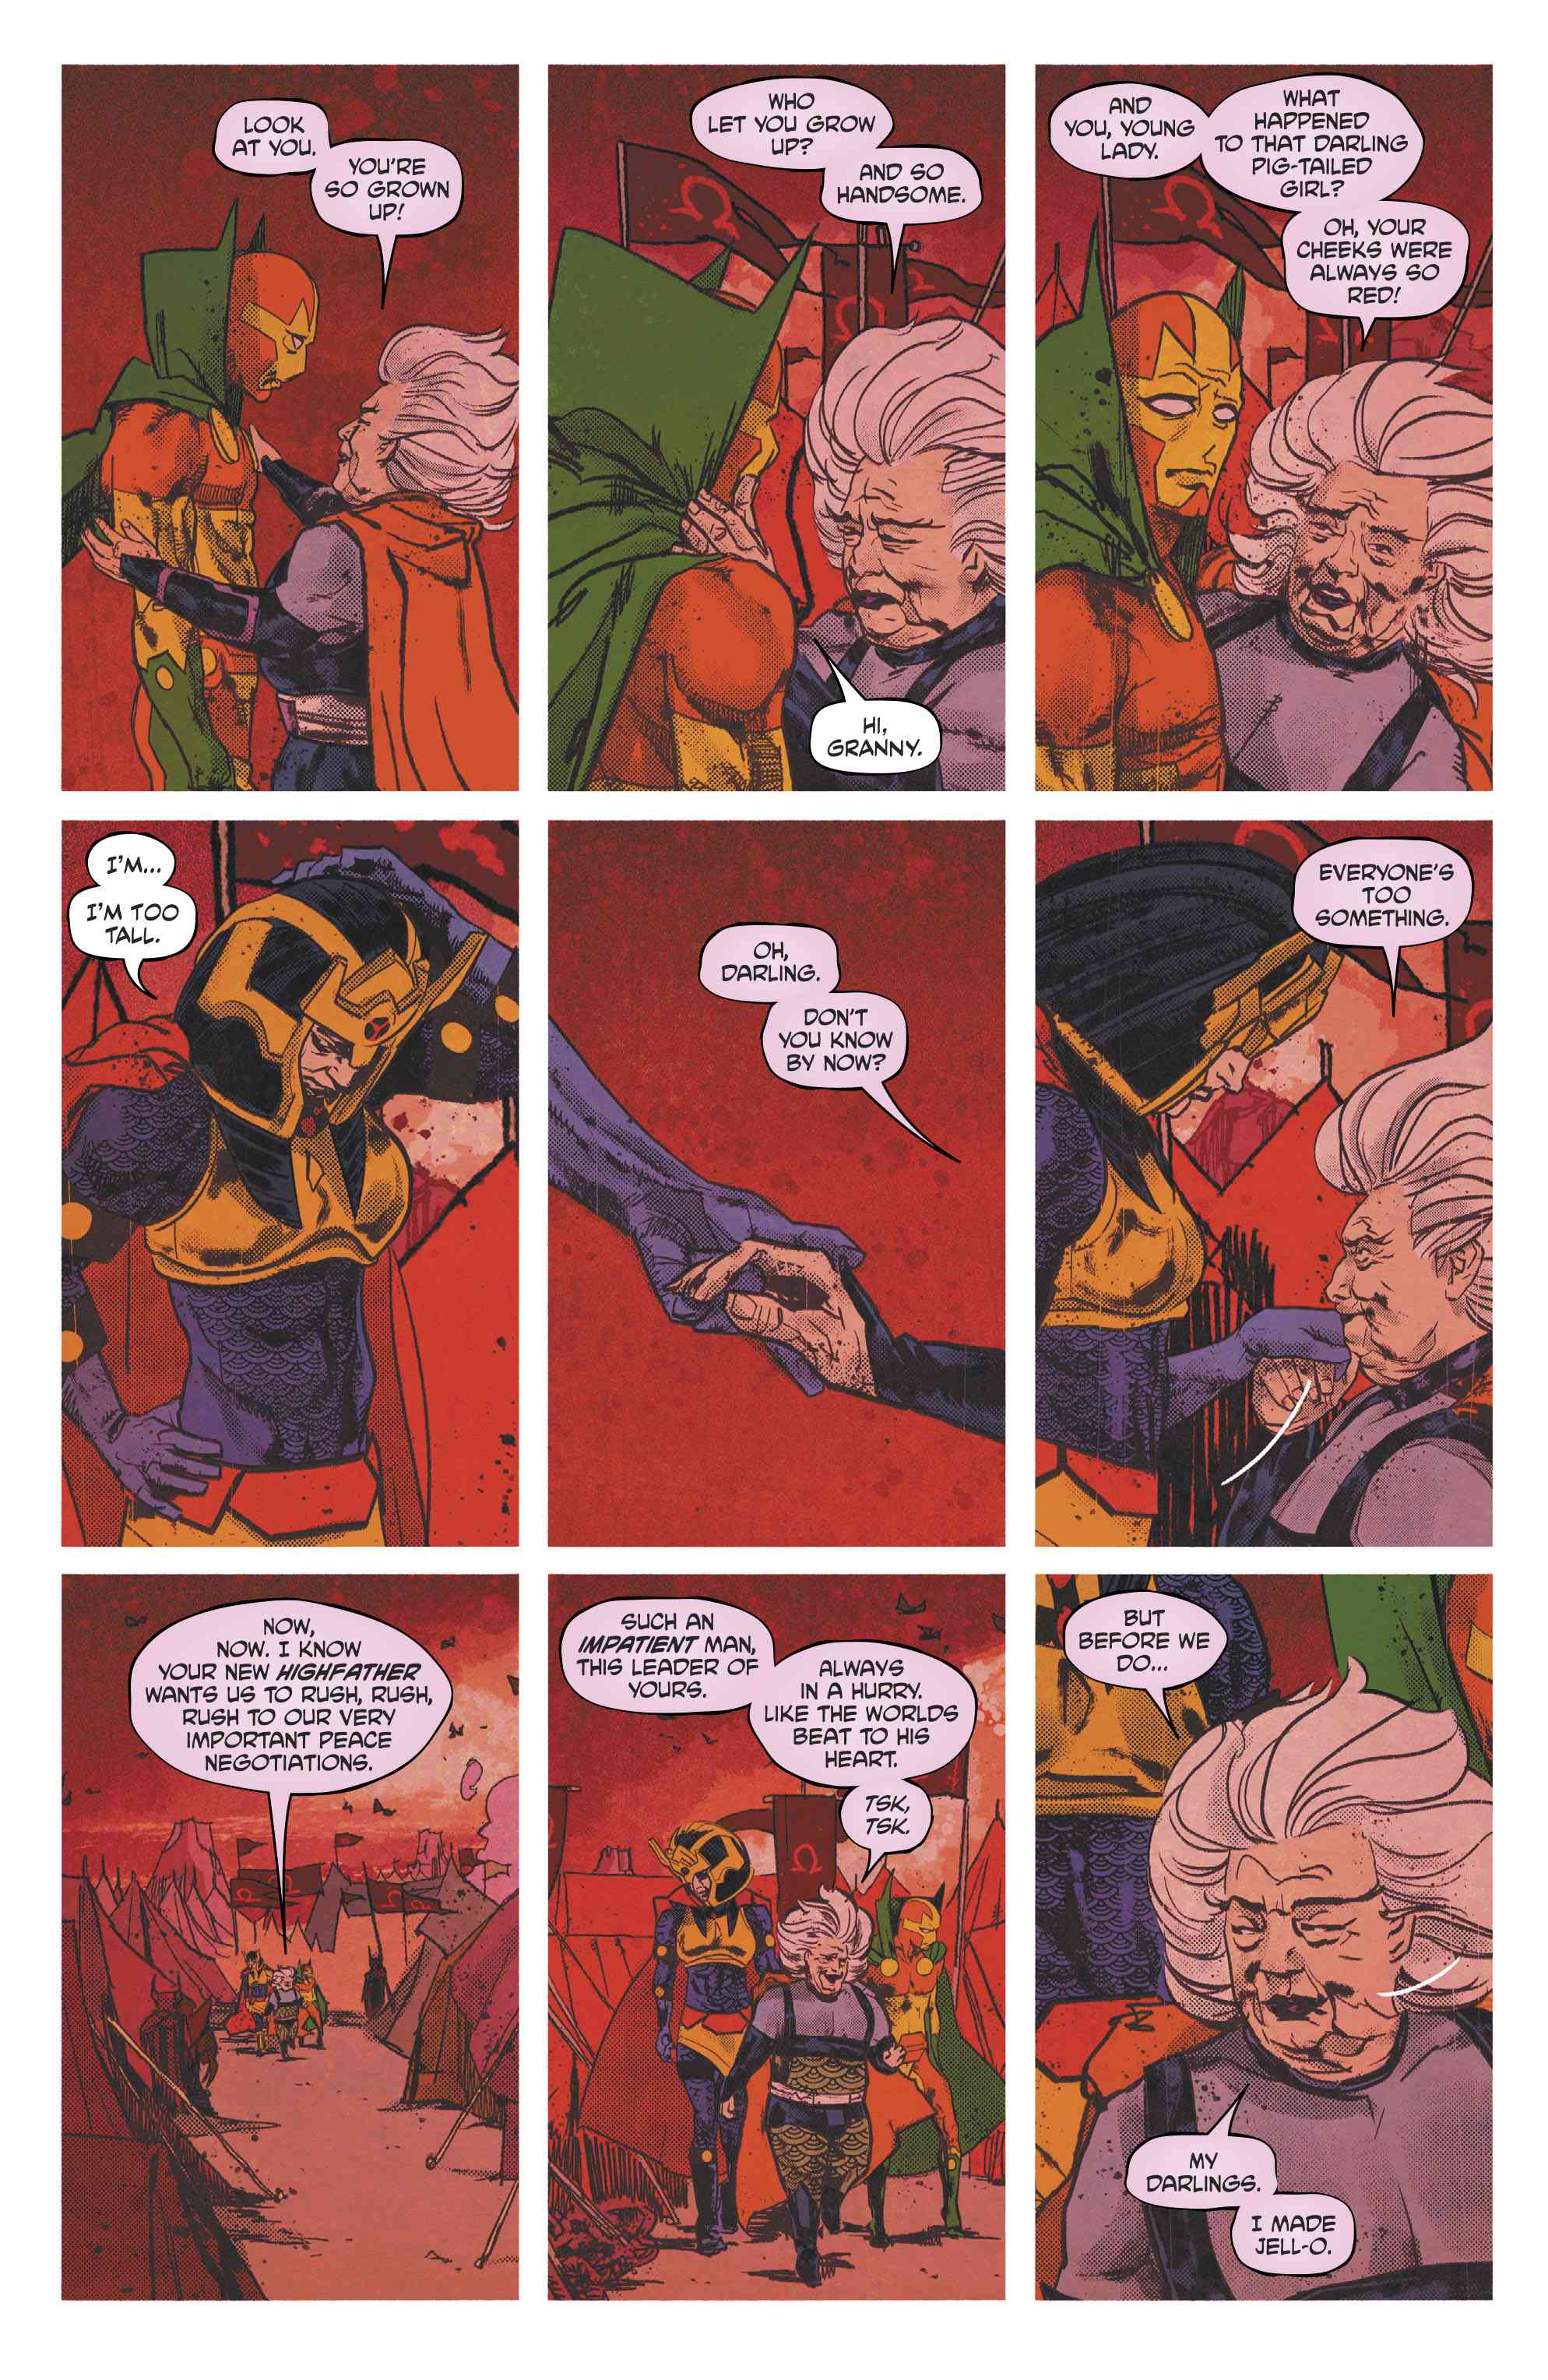 LOOK
AT YOU.
YOU'RE
SO GROWN
UP!
WHO
LET YOU GROW
UP?
AND SO
HANDSOME.
HI,
GRANNY.
AND
YOU, YOUNG
LADY.
WHAT
HAPPENED
TO THAT DARLING
PIG-TAILED
GIRL?
OH, YOUR
CHEEKS WERE
ALWAYS SO
RED!
I'M...
I'M TOO
TALL.
OH,
DARLING.
DON'T
YOU KNOW
BY NOW?
EVERYONE'S
TOO
SOMETHING.
NOW,
NOW. I KNOW
YOUR NEW HIGHFATHER
WANTS US TO RUSH, RUSH,
RUSH TO OUR VERY
IMPORTANT PEACE
NEGOTIATIONS.
SUCH AN
IMPATIENT MAN,
THIS LEADER OF
YOURS.
ALWAYS
IN A HURRY.
LIKE THE WORLDS
BEAT TO HIS
HEART.
TSK,
TSK.
BUT
BEFORE WE
DO...
MY
DARLINGS.
I MADE
JELL-O.